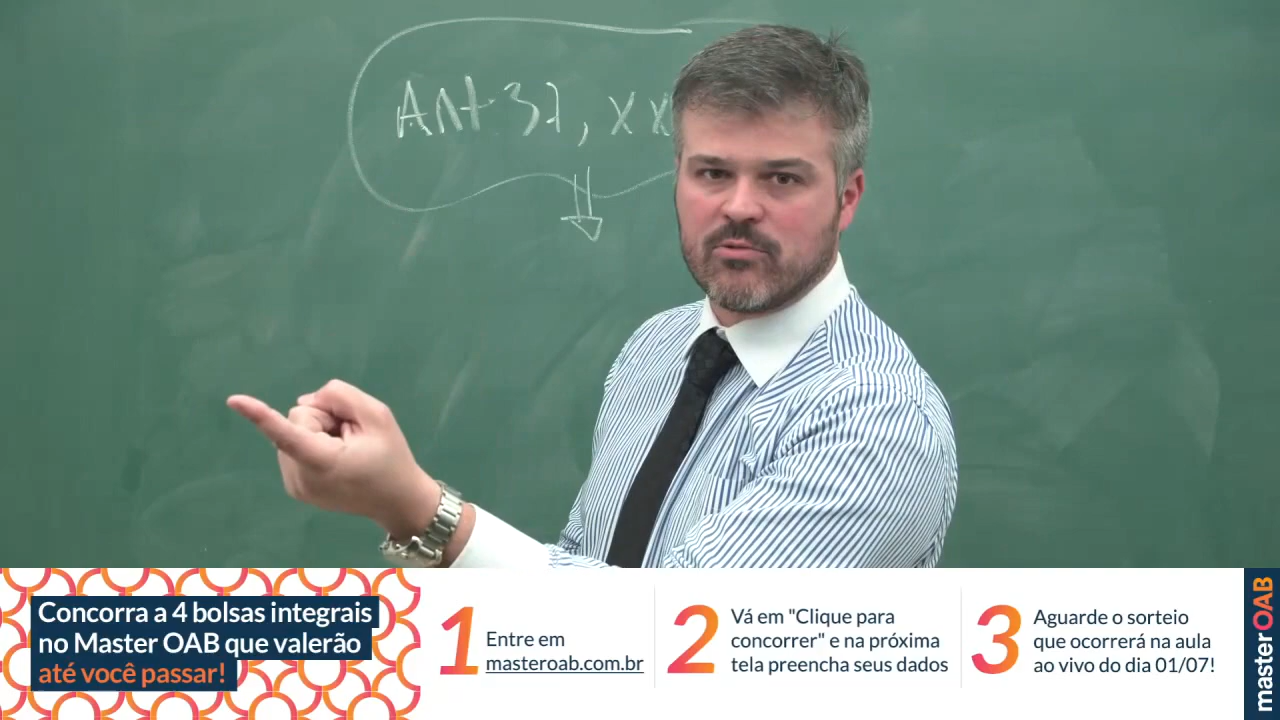 Art 37, xx
Concorra a 4 bolsas integrais
no Master OAB que valerão
até você passar!
1
Entre em
masteroab.com.br
2
Vá em "Clique para
concorrer" e na próxima
tela preencha seus dados
3
Aguarde o sorteio
que ocorrerá na aula
ao vivo do dia 01/07!
masterOAB